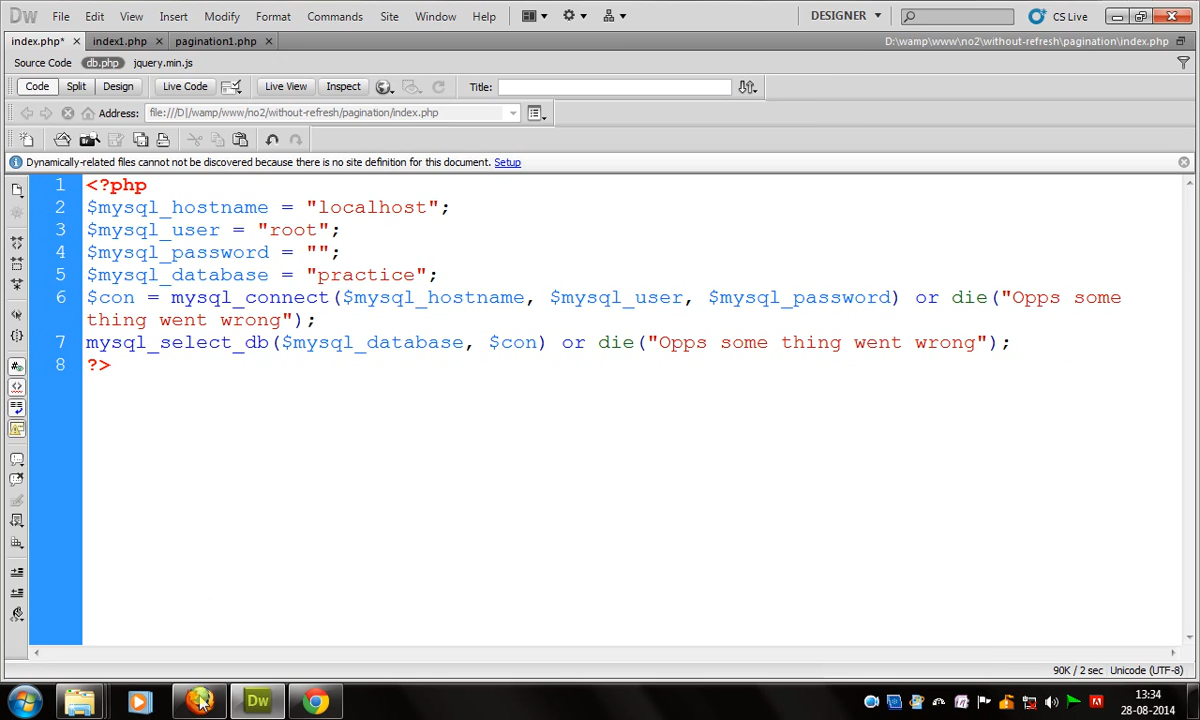 Dw File Edit View Insert Modify Format Commands Site Window Help DESIGNER CS Live
index.php* index1.php pagination1.php D:\wamp\www\no2\without-refresh\pagination\index.php
Source Code db.php jquery.min.js
Code Split Design Live Code Live View Inspect Title:
Address: file:///D|/wamp/www/no2/without-refresh/pagination/index.php
Dynamically-related files cannot not be discovered because there is no site definition for this document. Setup
1 <?php
2 $mysql_hostname = "localhost";
3 $mysql_user = "root";
4 $mysql_password = "";
5 $mysql_database = "practice";
6 $con = mysql_connect($mysql_hostname, $mysql_user, $mysql_password) or die("Opps some
thing went wrong");
7 mysql_select_db($mysql_database, $con) or die("Opps some thing went wrong");
8 ?>
90K / 2 sec Unicode (UTF-8)
Dw 13:34
28-08-2014